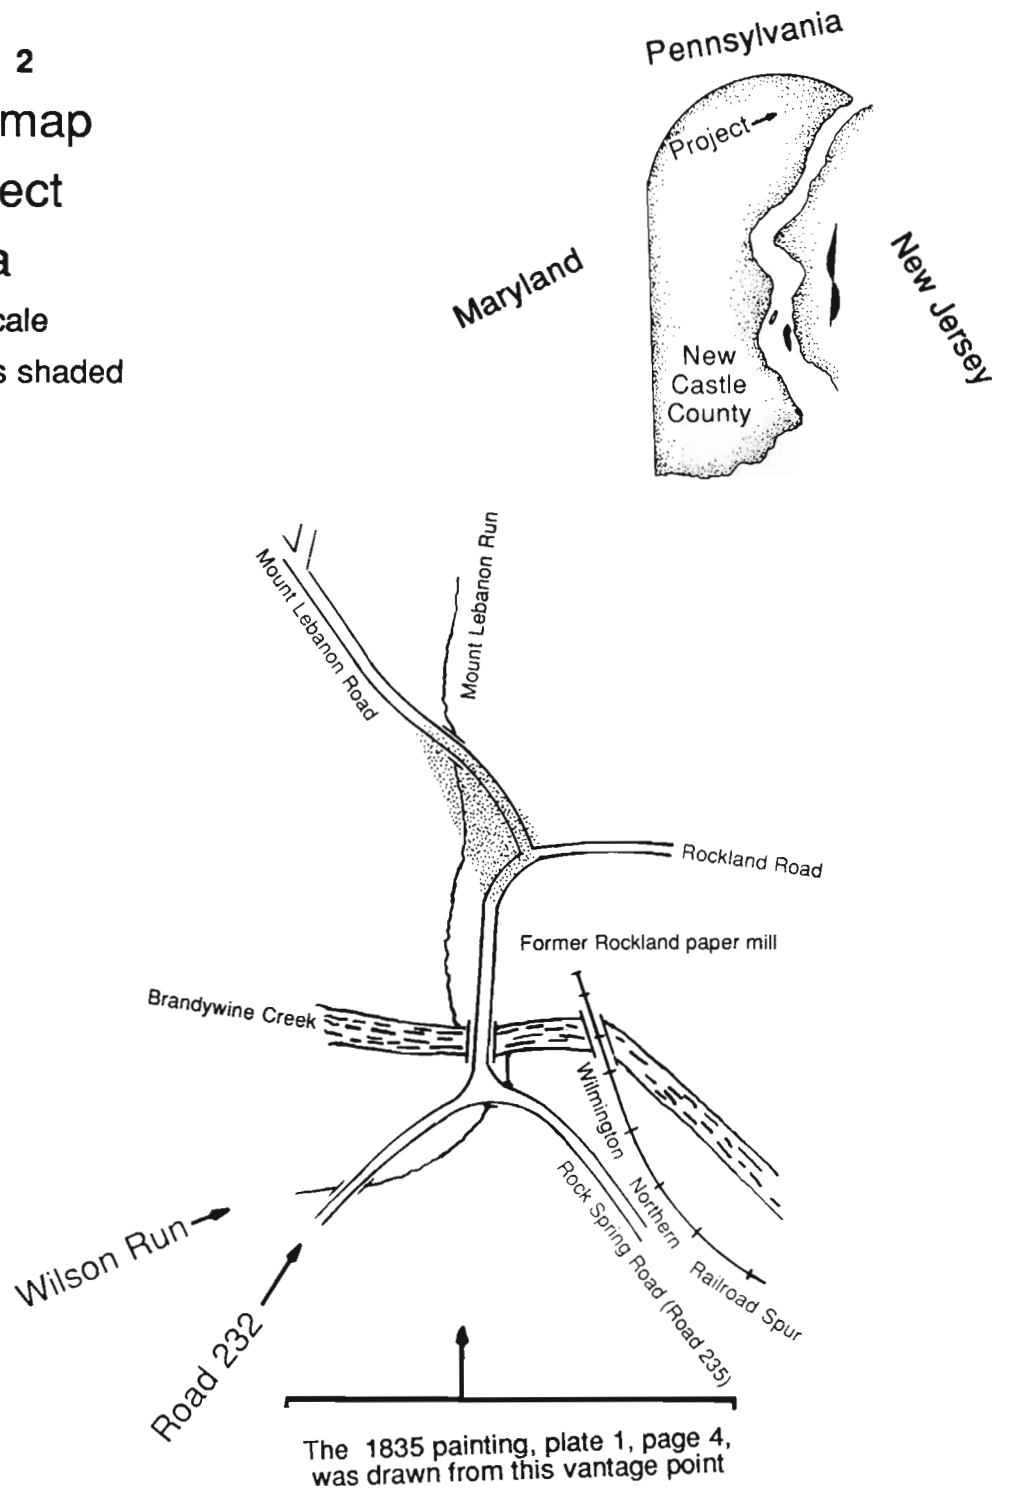 2
map
ect
a
cale
s shaded
Pennsylvania
Project
Maryland
New Jersey
New
Castle
County
Mount Lebanon Run
Mount Lebanon Road
Rockland Road
Former Rockland paper mill
Brandywine Creek
Wilmington
Northern
Railroad Spur
Rock Spring Road (Road 235)
Wilson Run
Road 232
The 1835 painting, plate 1, page 4,
was drawn from this vantage point